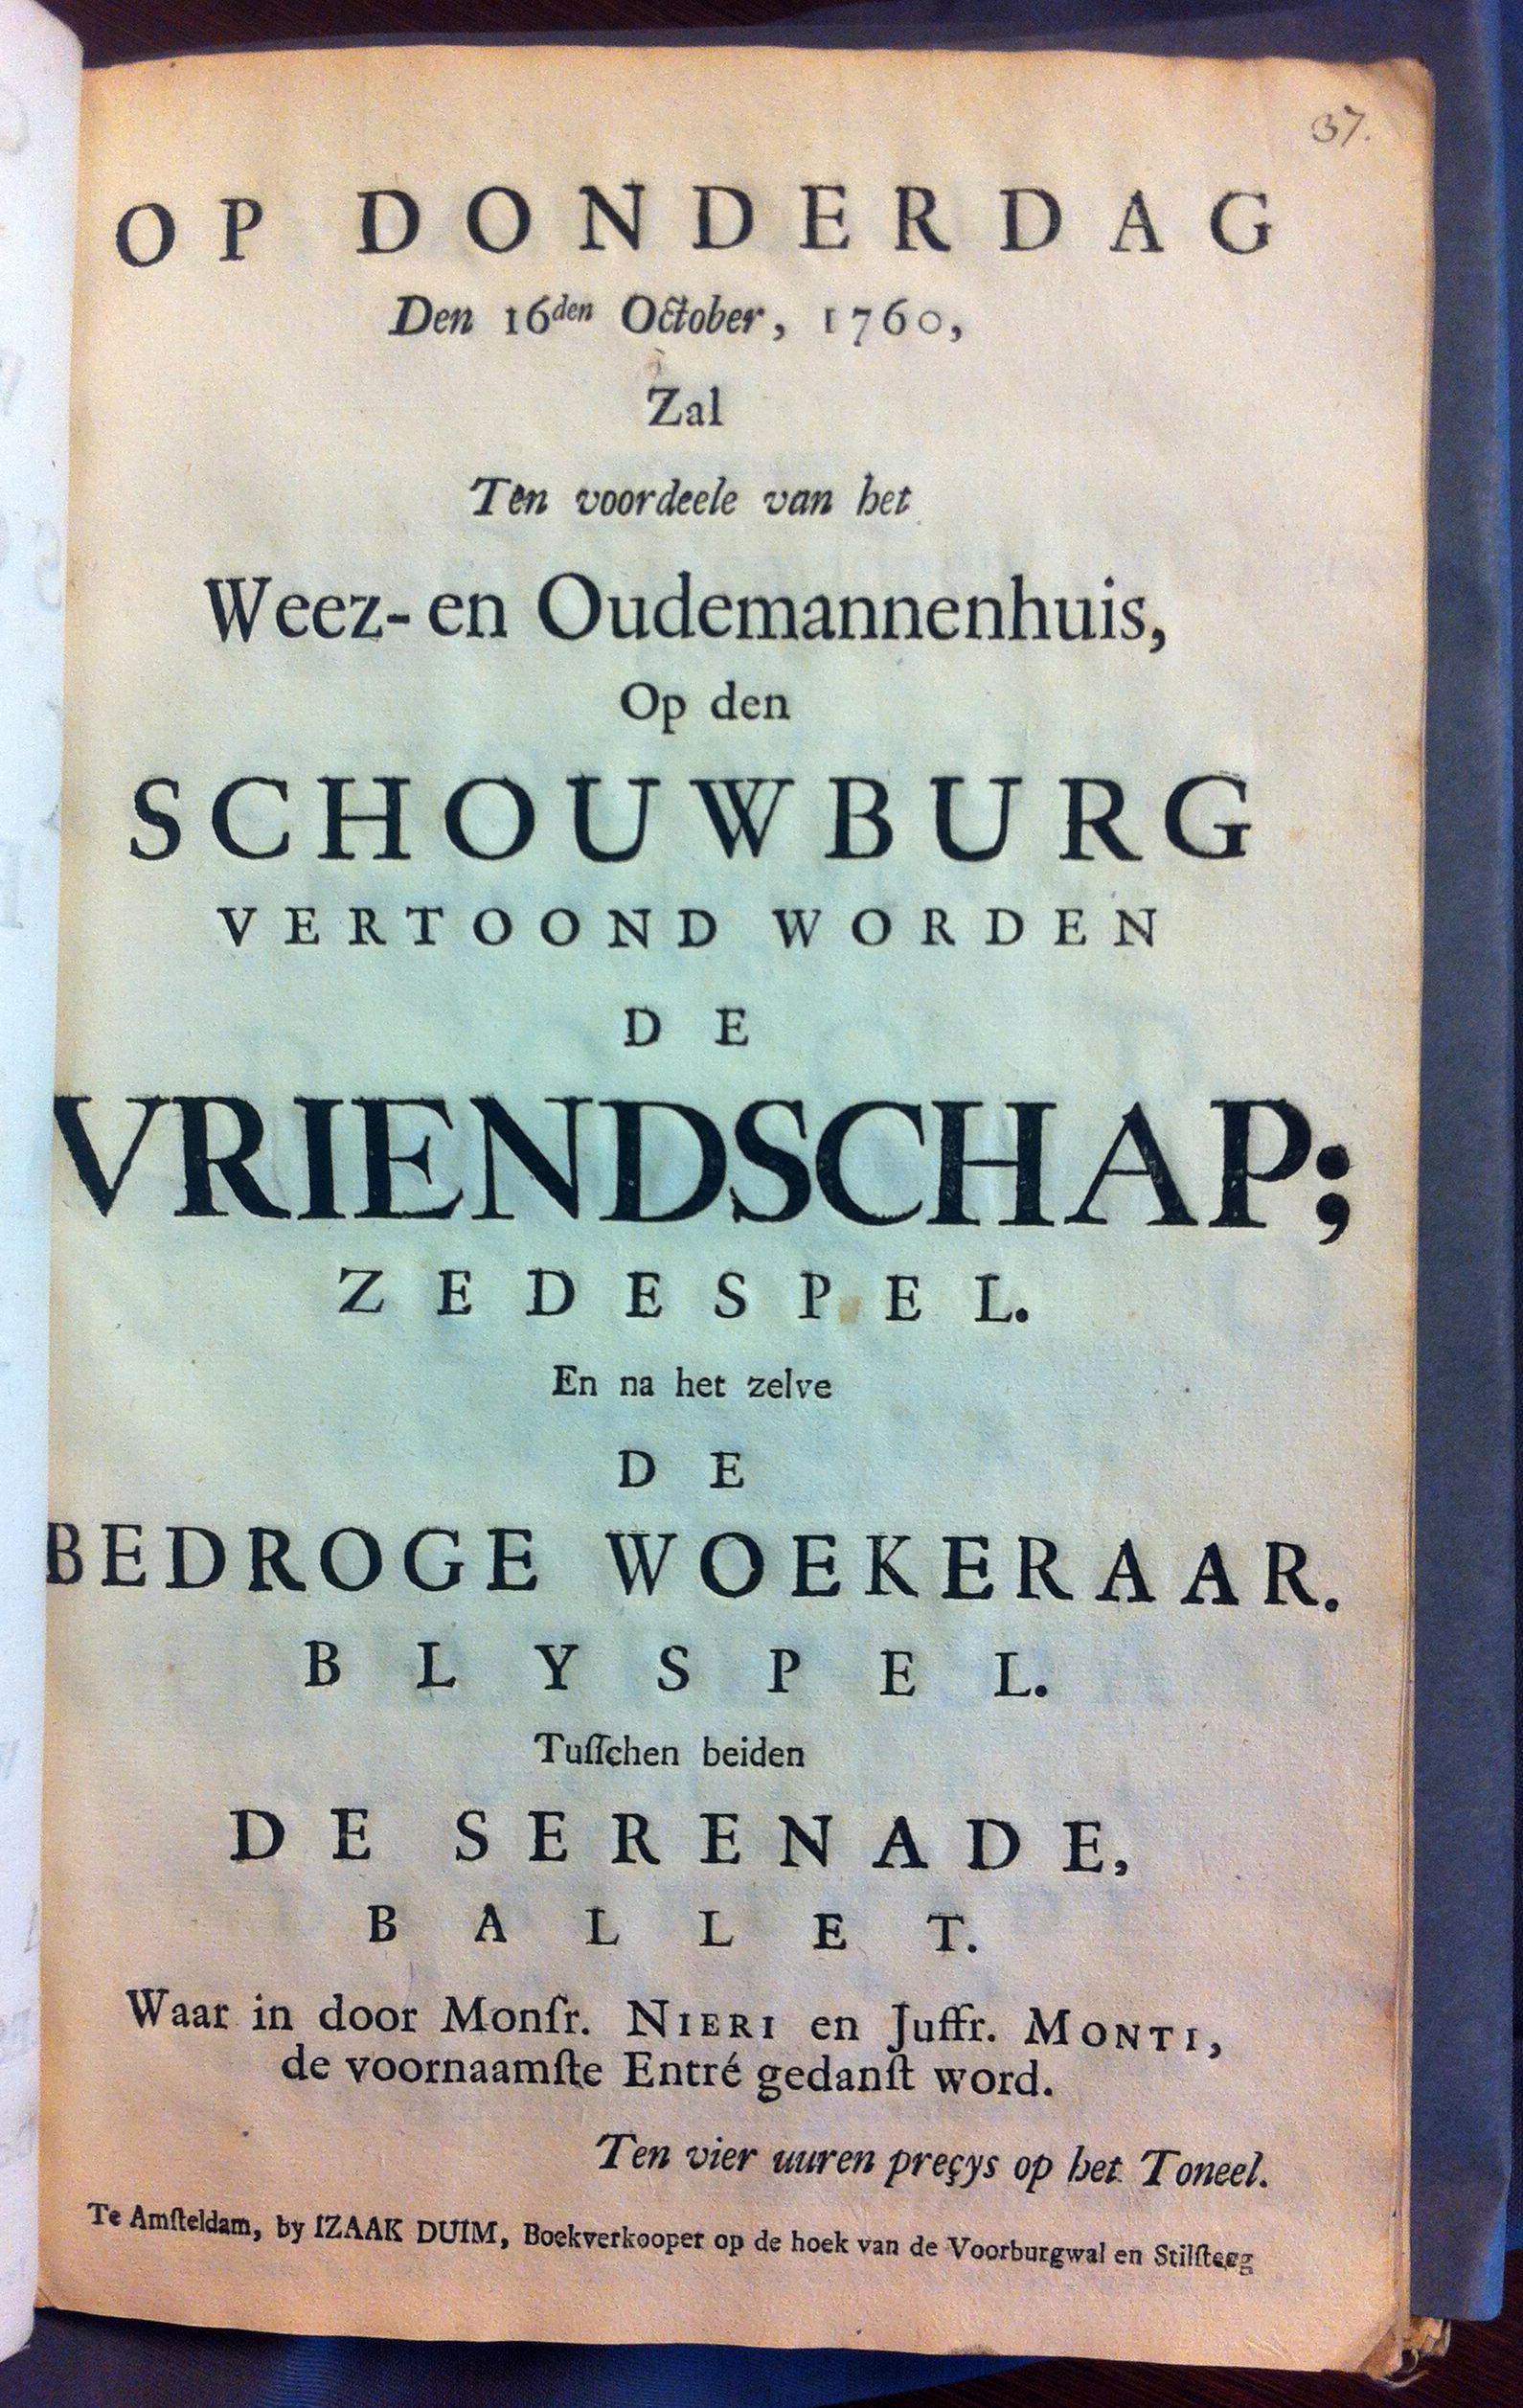 37.
OP DONDERDAG
Den 16den October, 1760,
Zal
Ten voordeele van het
Weez- en Oudemannenhuis,
Op den
SCHOUWBURG
VERTOOND WORDEN
DE
VRIENDSCHAP;
ZEDESPEL.
En na het zelve
DE
BEDROGE WOEKERAAR.
BLYSPEL.
Tuſſchen beiden
DE SERENADE,
BALLET.
Waar in door Monſr. NIERI en Juffr. MONTI,
de voornaamſte Entré gedanſt word.
Ten vier uuren preçys op het Toneel.
Te Amſteldam, by IZAAK DUIM, Boekverkooper op de hoek van de Voorburgwal en Stilſteeg